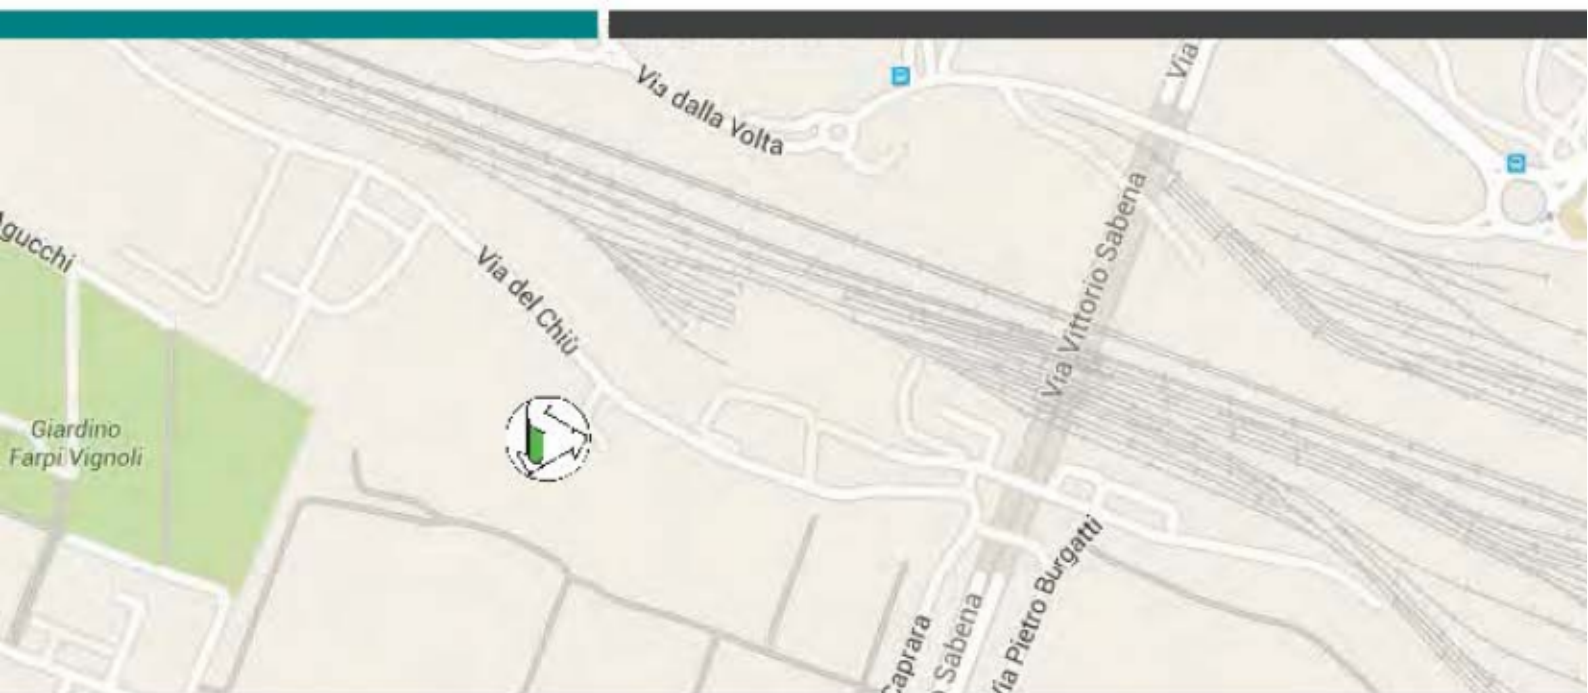 Via
Via dalla Volta
Via Vittorio Sabena
Agucchi
Via del Chiù
Giardino
Farpi Vignoli
Via Pietro Burgatti
Caprara
Sabena